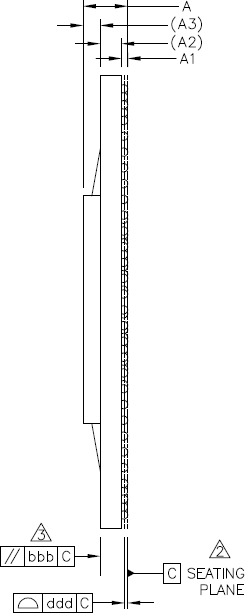 A
(A3)
(A2)
A1
3
// bbb C
2
C SEATING
PLANE
⌓ ddd C